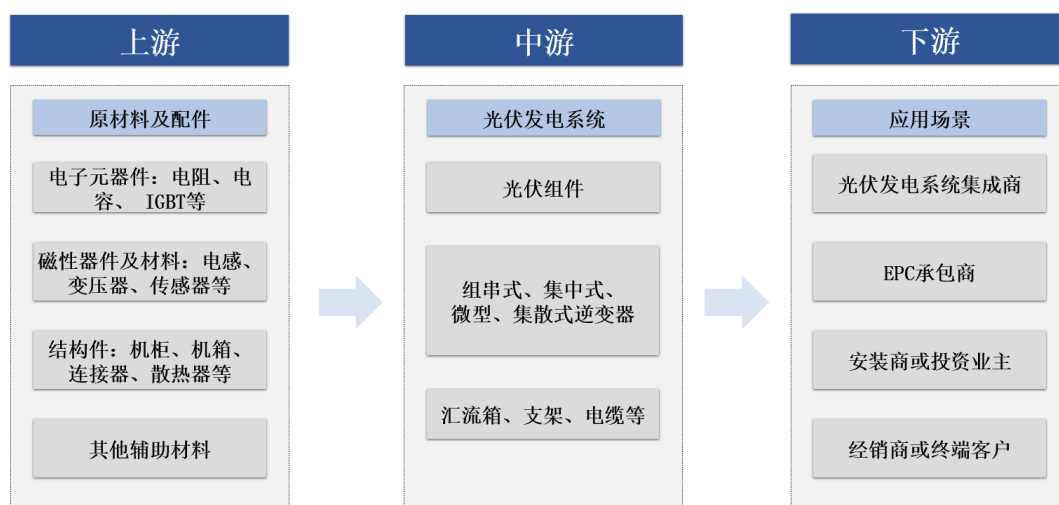 上游
原材料及配件
电子元器件：电阻、电
容、 IGBT等
磁性器件及材料：电感、
变压器、传感器等
结构件：机柜、机箱、
连接器、散热器等
其他辅助材料
中游
光伏发电系统
光伏组件
组串式、集中式、
微型、集散式逆变器
汇流箱、支架、电缆等
下游
应用场景
光伏发电系统集成商
EPC承包商
安装商或投资业主
经销商或终端客户